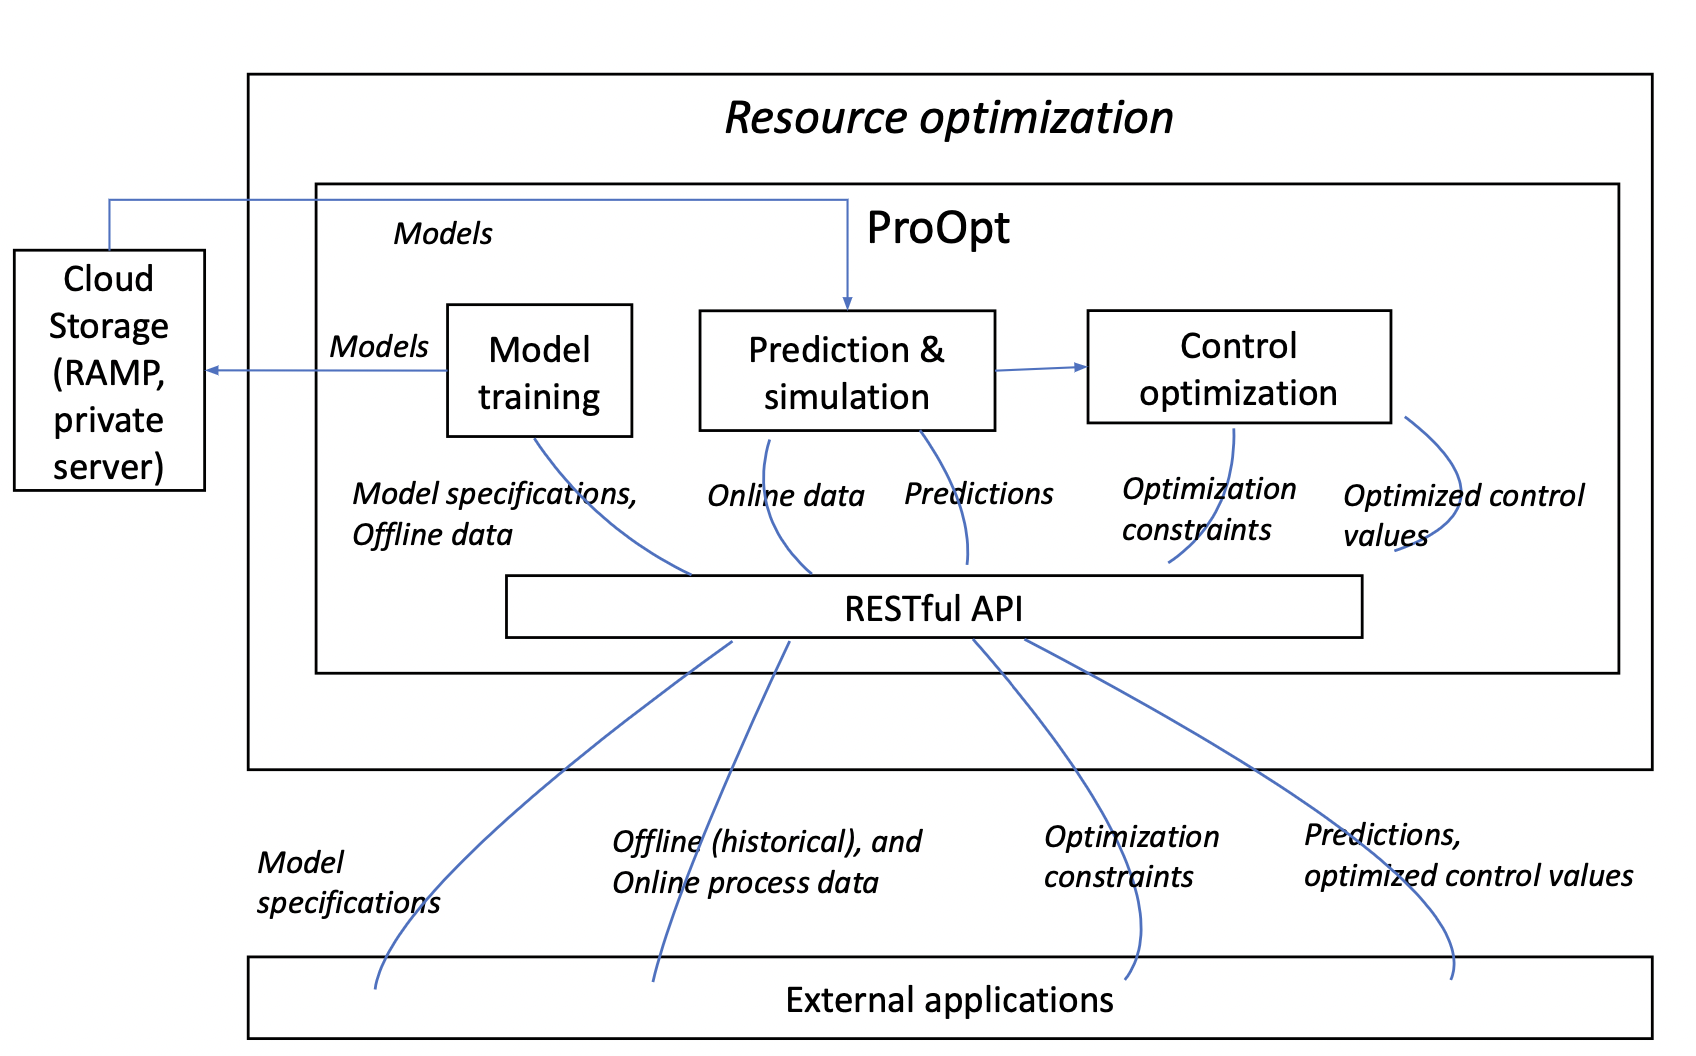 Resource optimization
ProOpt
Models
Cloud
Storage
(RAMP,
private
server)
Models
Model
training
Prediction &
simulation
Control
optimization
Model specifications,
Offline data
Online data
Predictions
Optimization
constraints
Optimized control
values
RESTful API
Model
specifications
Offline (historical), and
Online process data
Optimization
constraints
Predictions,
optimized control values
External applications